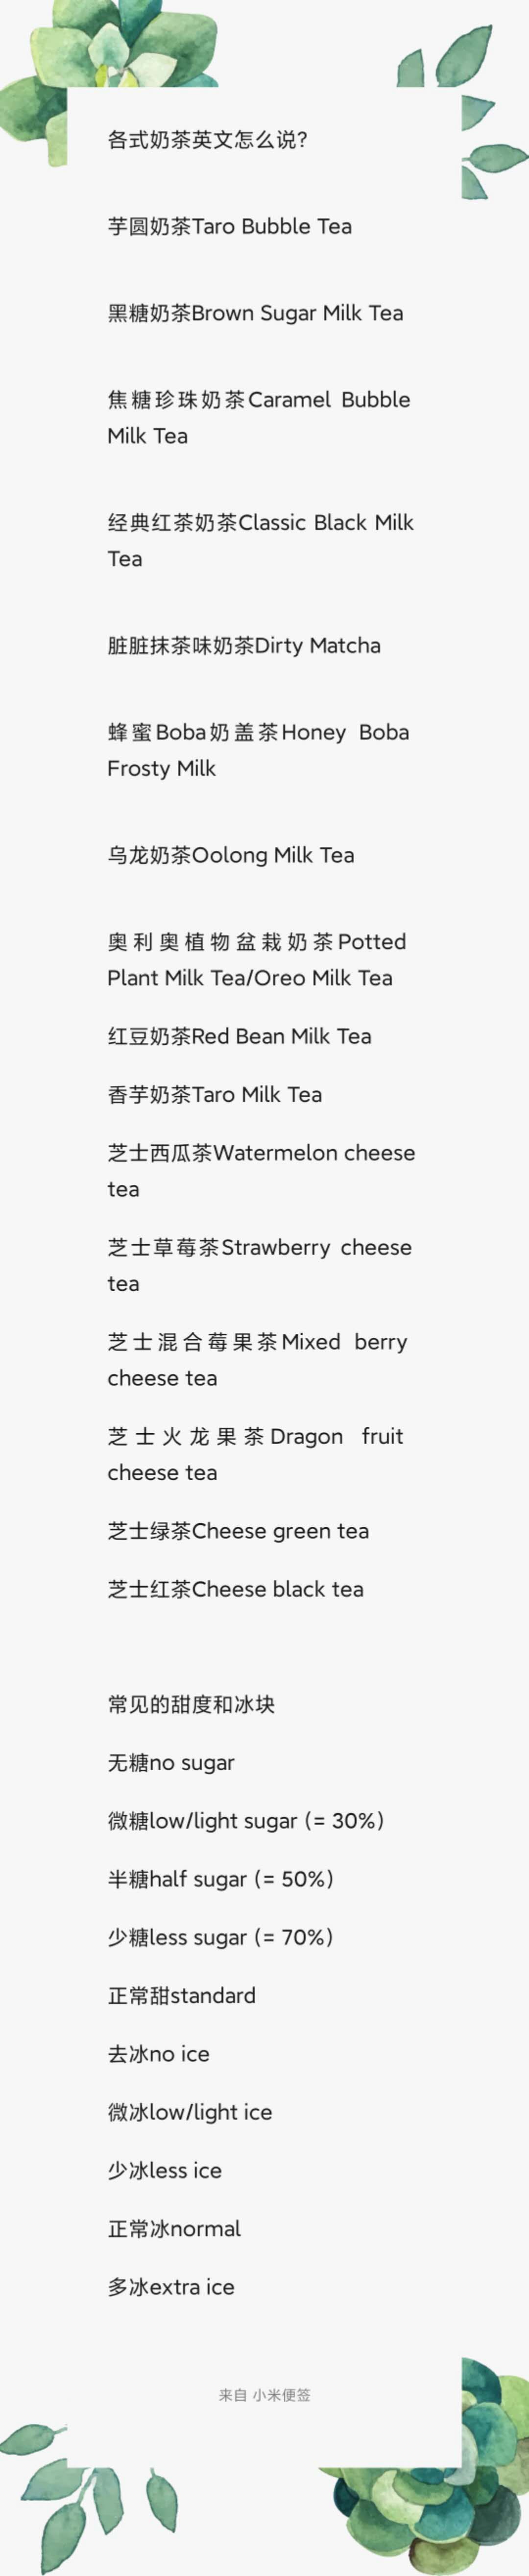 各式奶茶英文怎么说?
芋圆奶茶Taro Bubble Tea
黑糖奶茶Brown Sugar Milk Tea
焦糖珍珠奶茶Caramel Bubble
Milk Tea
经典红茶奶茶Classic Black Milk
Tea
脏脏抹茶味奶茶Dirty Matcha
蜂蜜Boba奶盖茶Honey Boba
Frosty Milk
乌龙奶茶Oolong Milk Tea
奥利奥植物盆栽奶茶Potted
Plant Milk Tea/Oreo Milk Tea
红豆奶茶Red Bean Milk Tea
香芋奶茶Taro Milk Tea
芝士西瓜茶Watermelon cheese
tea
芝士草莓茶Strawberry cheese
tea
芝士混合莓果茶Mixed berry
cheese tea
芝士火龙果茶Dragon fruit
cheese tea
芝士绿茶Cheese green tea
芝士红茶Cheese black tea
常见的甜度和冰块
无糖no sugar
微糖low/light sugar (= 30%)
半糖half sugar (= 50%)
少糖less sugar (= 70%)
正常甜standard
去冰no ice
微冰low/light ice
少冰less ice
正常冰normal
多冰extra ice
来自 小米便签